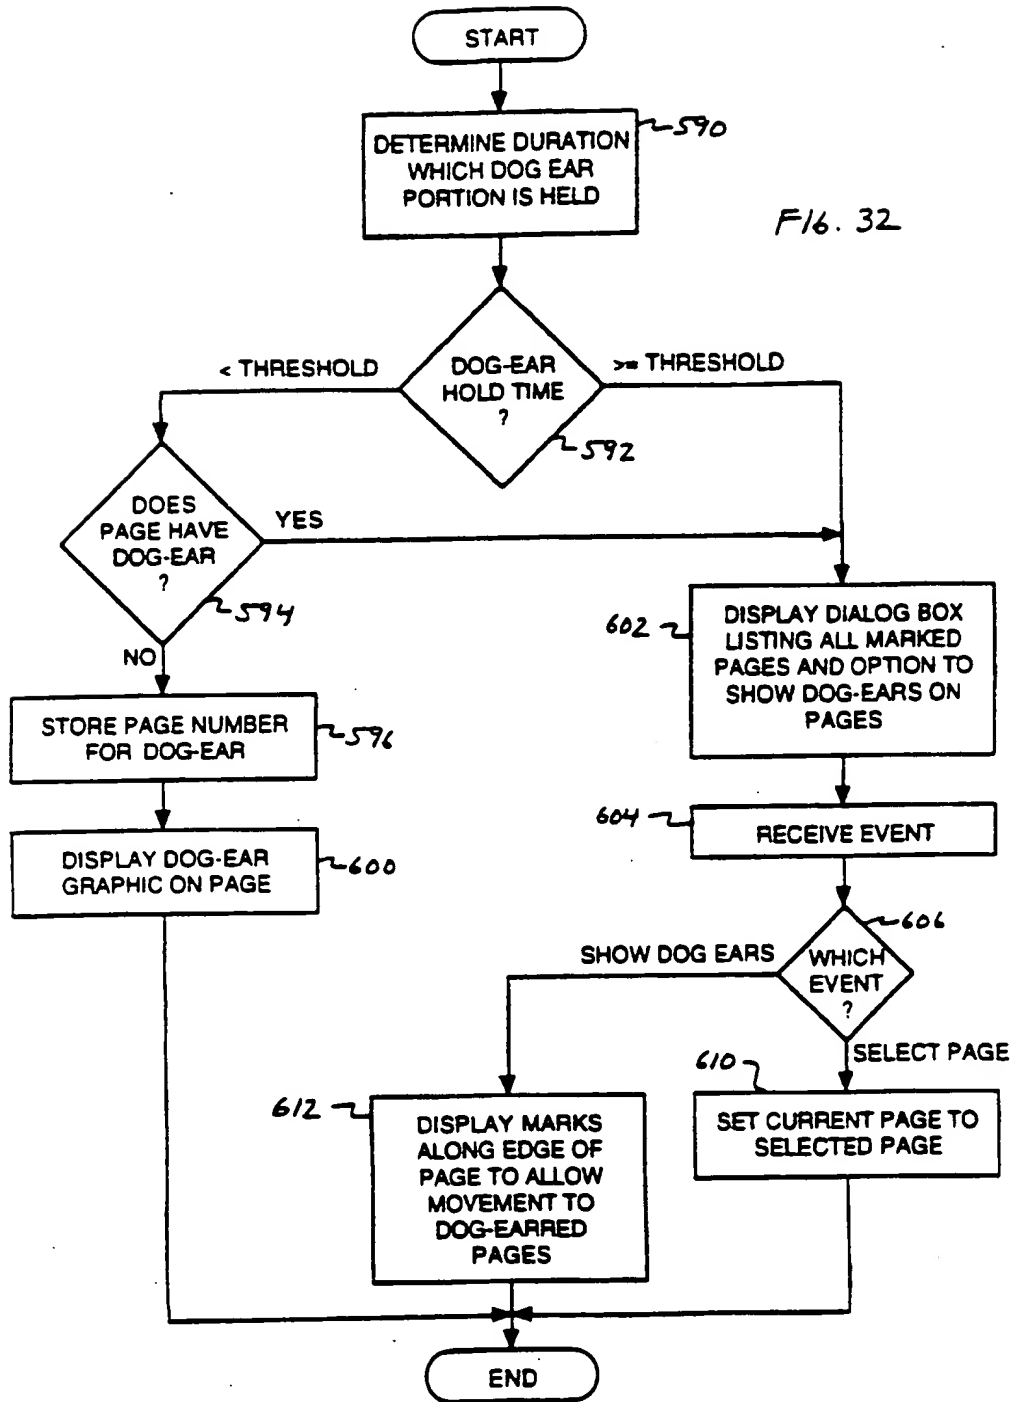 START
DETERMINE DURATION
WHICH DOG EAR
PORTION IS HELD
590
FIG. 32
< THRESHOLD
DOG-EAR
HOLD TIME
?
>= THRESHOLD
592
DOES
PAGE HAVE
DOG-EAR
?
YES
594
NO
602
DISPLAY DIALOG BOX
LISTING ALL MARKED
PAGES AND OPTION TO
SHOW DOG-EARS ON
PAGES
STORE PAGE NUMBER
FOR DOG-EAR
596
604
RECEIVE EVENT
DISPLAY DOG-EAR
GRAPHIC ON PAGE
600
606
SHOW DOG EARS
WHICH
EVENT
?
SELECT PAGE
610
SET CURRENT PAGE TO
SELECTED PAGE
612
DISPLAY MARKS
ALONG EDGE OF
PAGE TO ALLOW
MOVEMENT TO
DOG-EARRED
PAGES
END